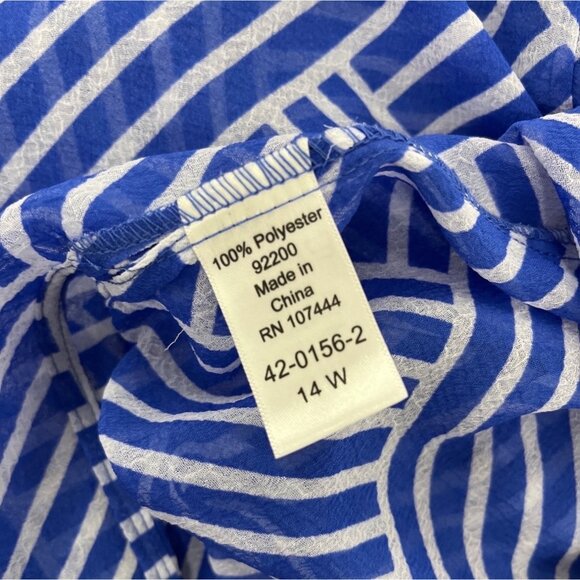 100% Polyester
92200
Made in
China
RN 107444
42-0156-2
14 W